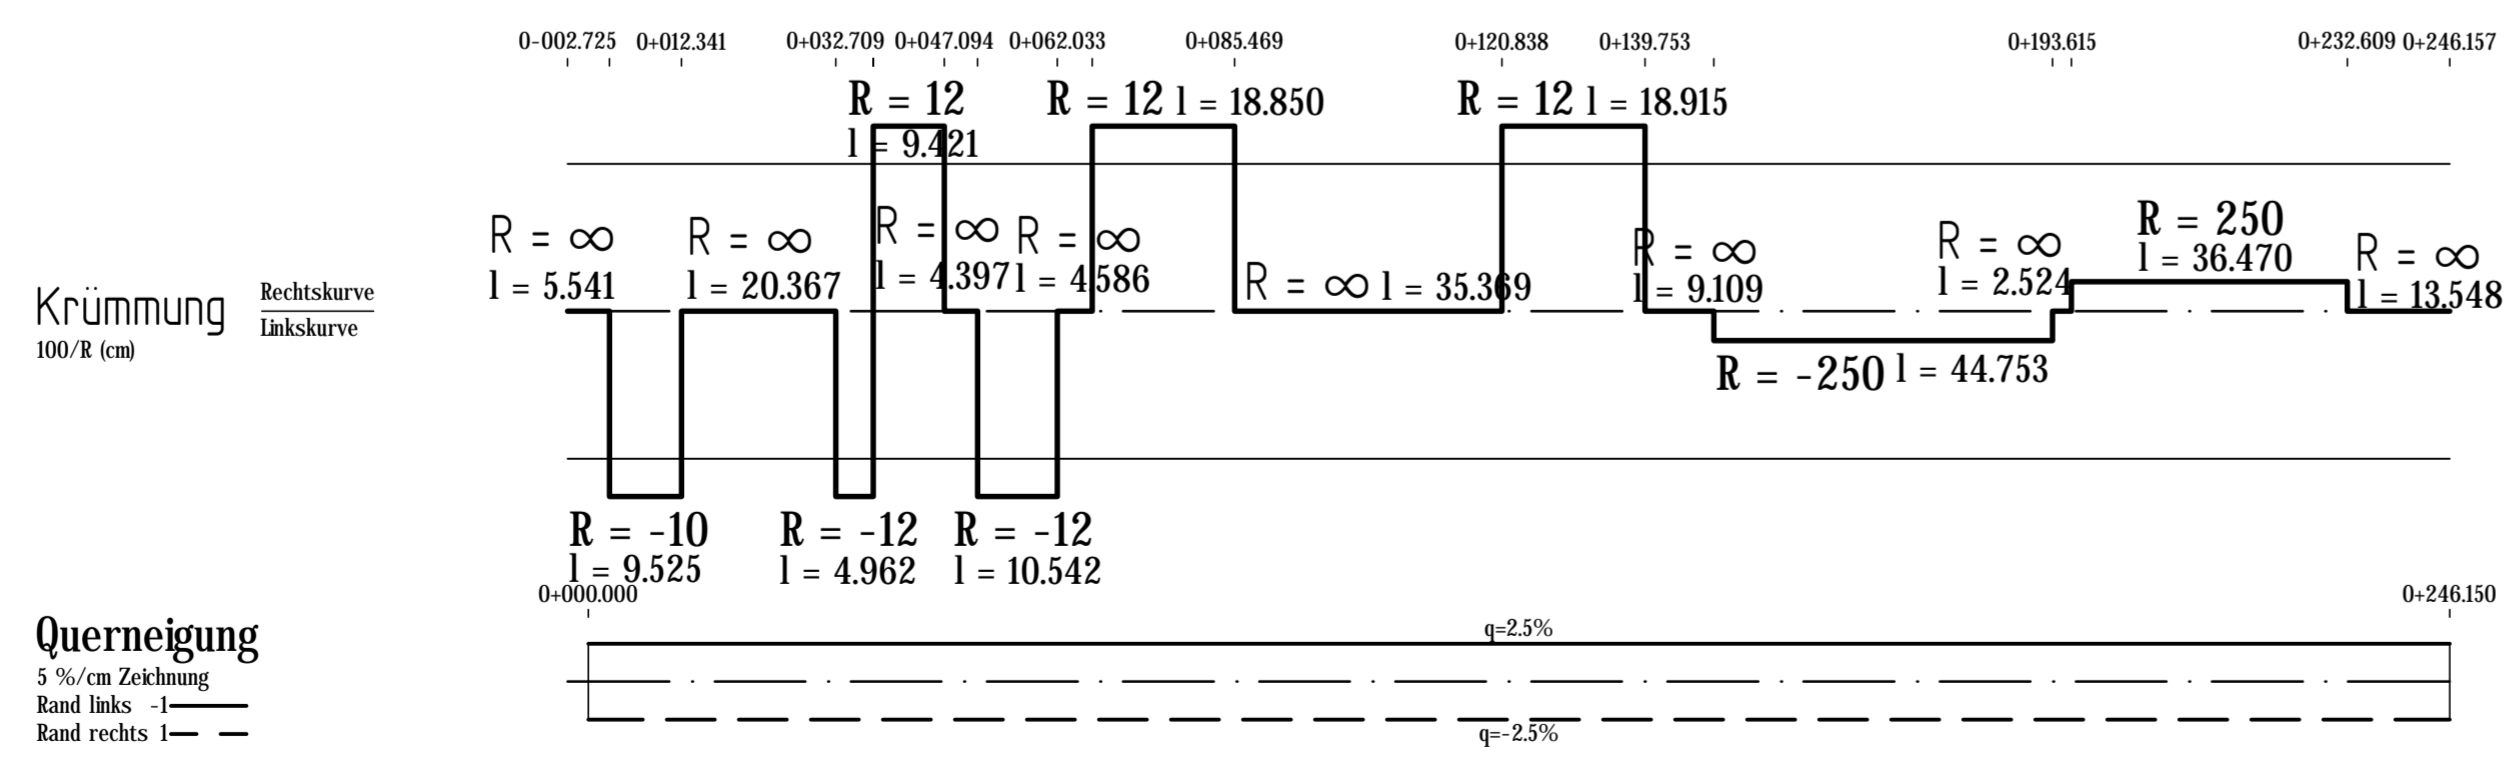 0-002.725 0+012.341 0+032.709 0+047.094 0+062.033 0+085.469 0+120.838 0+139.753 0+193.615 0+232.609 0+246.157
R = 12 R = 12 l = 18.850 R = 12 l = 18.915
l = 9.421
R = ∞ R = ∞ R = ∞ R = ∞ R = ∞ R = ∞ R = 250 R = ∞
l = 5.541 l = 20.367 l = 4.397 l = 4.586 R = ∞ l = 35.369 l = 9.109 l = 2.524 l = 36.470 l = 13.548
Krümmung Rechtskurve
Linkskurve
100/R (cm)
R = -250 l = 44.753
R = -10 R = -12 R = -12
l = 9.525 l = 4.962 l = 10.542
0+000.000 0+246.150
Querneigung q=2.5%
5 %/cm Zeichnung
Rand links -1
Rand rechts 1
q=-2.5%